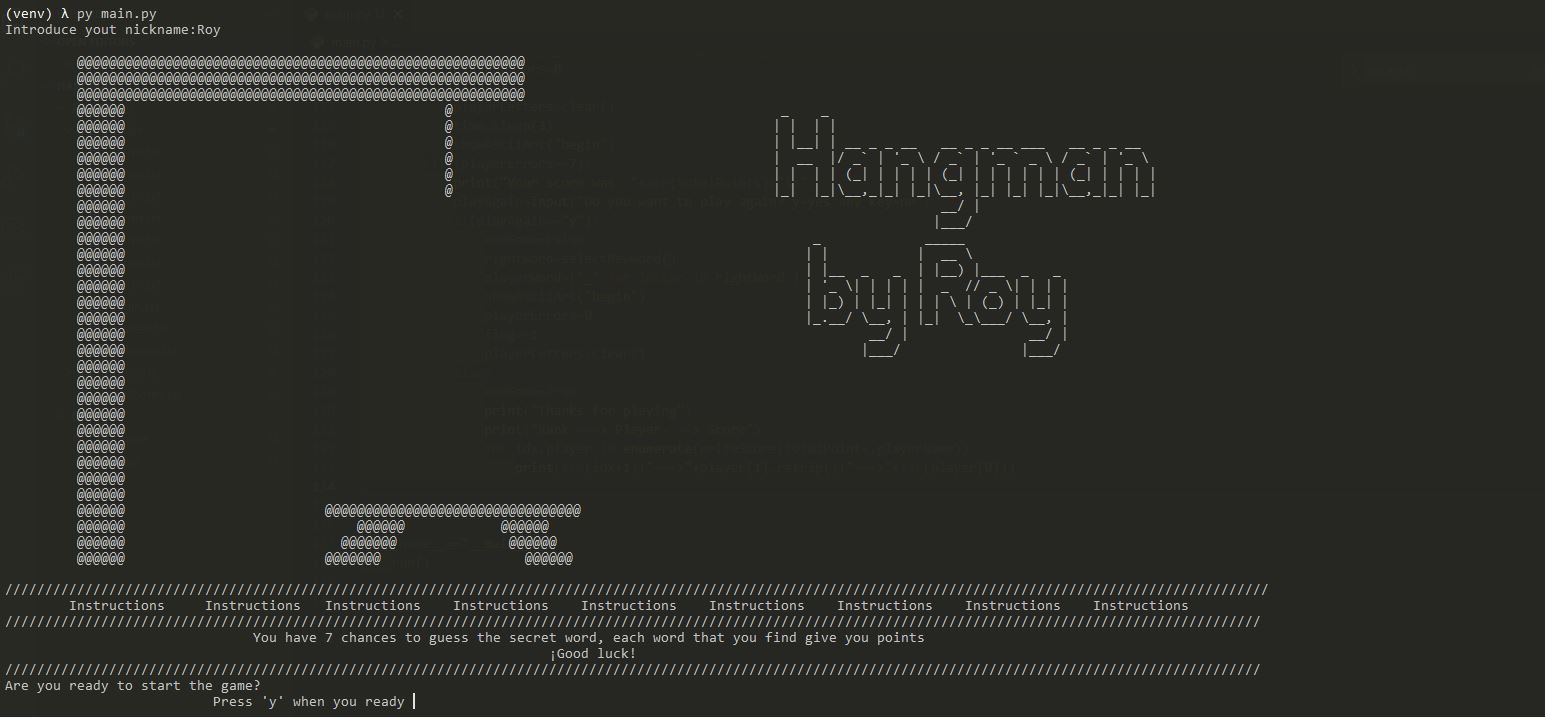 (venv) λ py main.py
Introduce yout nickname:Roy
Hangman
by Roy
Instructions Instructions Instructions Instructions Instructions Instructions Instructions Instructions Instructions
You have 7 chances to guess the secret word, each word that you find give you points
¡Good luck!
Are you ready to start the game?
Press 'y' when you ready